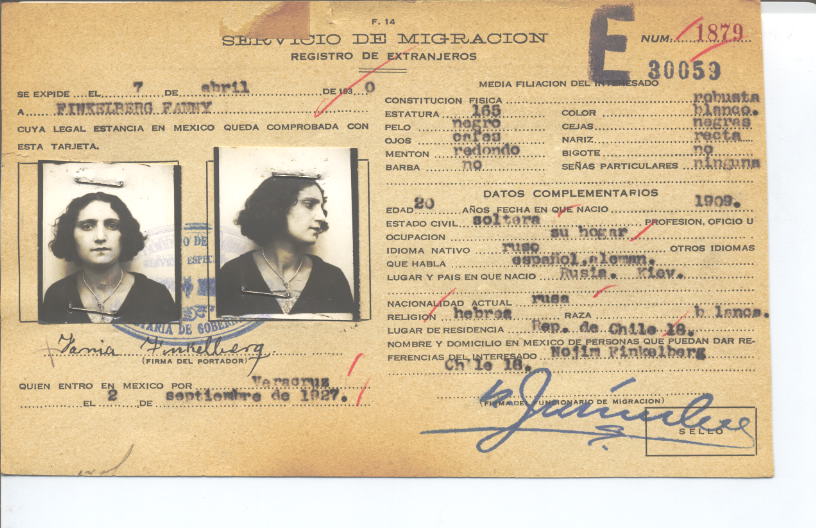 F. 14
SERVICIO DE MIGRACION
REGISTRO DE EXTRANJEROS
E
NUM. 1879
30059
SE EXPIDE EL 7 DE abril DE 1930
A FINKELBERG FANNY
CUYA LEGAL ESTANCIA EN MEXICO QUEDA COMPROBADA CON
ESTA TARJETA.
(FIRMA DEL PORTADOR)
Finkelberg
QUIEN ENTRO EN MEXICO POR Veracruz
EL 2 DE septiembre de 1927.
MEDIA FILIACION DEL INTERESADO
CONSTITUCION FISICA robusta
ESTATURA 165 COLOR blanco.
PELO negro CEJAS negras
OJOS cafes NARIZ recta
MENTON redondo BIGOTE no
BARBA no SEÑAS PARTICULARES ninguna
DATOS COMPLEMENTARIOS
EDAD 20 AÑOS FECHA EN QUE NACIO 1909.
ESTADO CIVIL soltera PROFESION, OFICIO U
OCUPACION su hogar
IDIOMA NATIVO ruso OTROS IDIOMAS
QUE HABLA español, aleman.
LUGAR Y PAIS EN QUE NACIO Rusia. Kiev.
NACIONALIDAD ACTUAL rusa
RELIGION hebrea RAZA blanca.
LUGAR DE RESIDENCIA Rep. de Chile 18.
NOMBRE Y DOMICILIO EN MEXICO DE PERSONAS QUE PUEDAN DAR RE-
FERENCIAS DEL INTERESADO Nojim Finkelberg
Chile 18.
(FIRMA DEL FUNCIONARIO DE MIGRACION)
SELLO